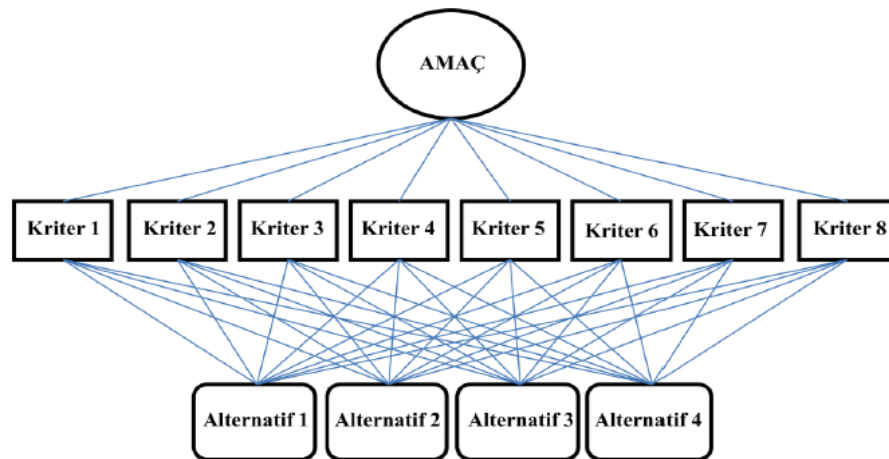 AMAÇ
Kriter 1
Kriter 2
Kriter 3
Kriter 4
Kriter 5
Kriter 6
Kriter 7
Kriter 8
Alternatif 1
Alternatif 2
Alternatif 3
Alternatif 4